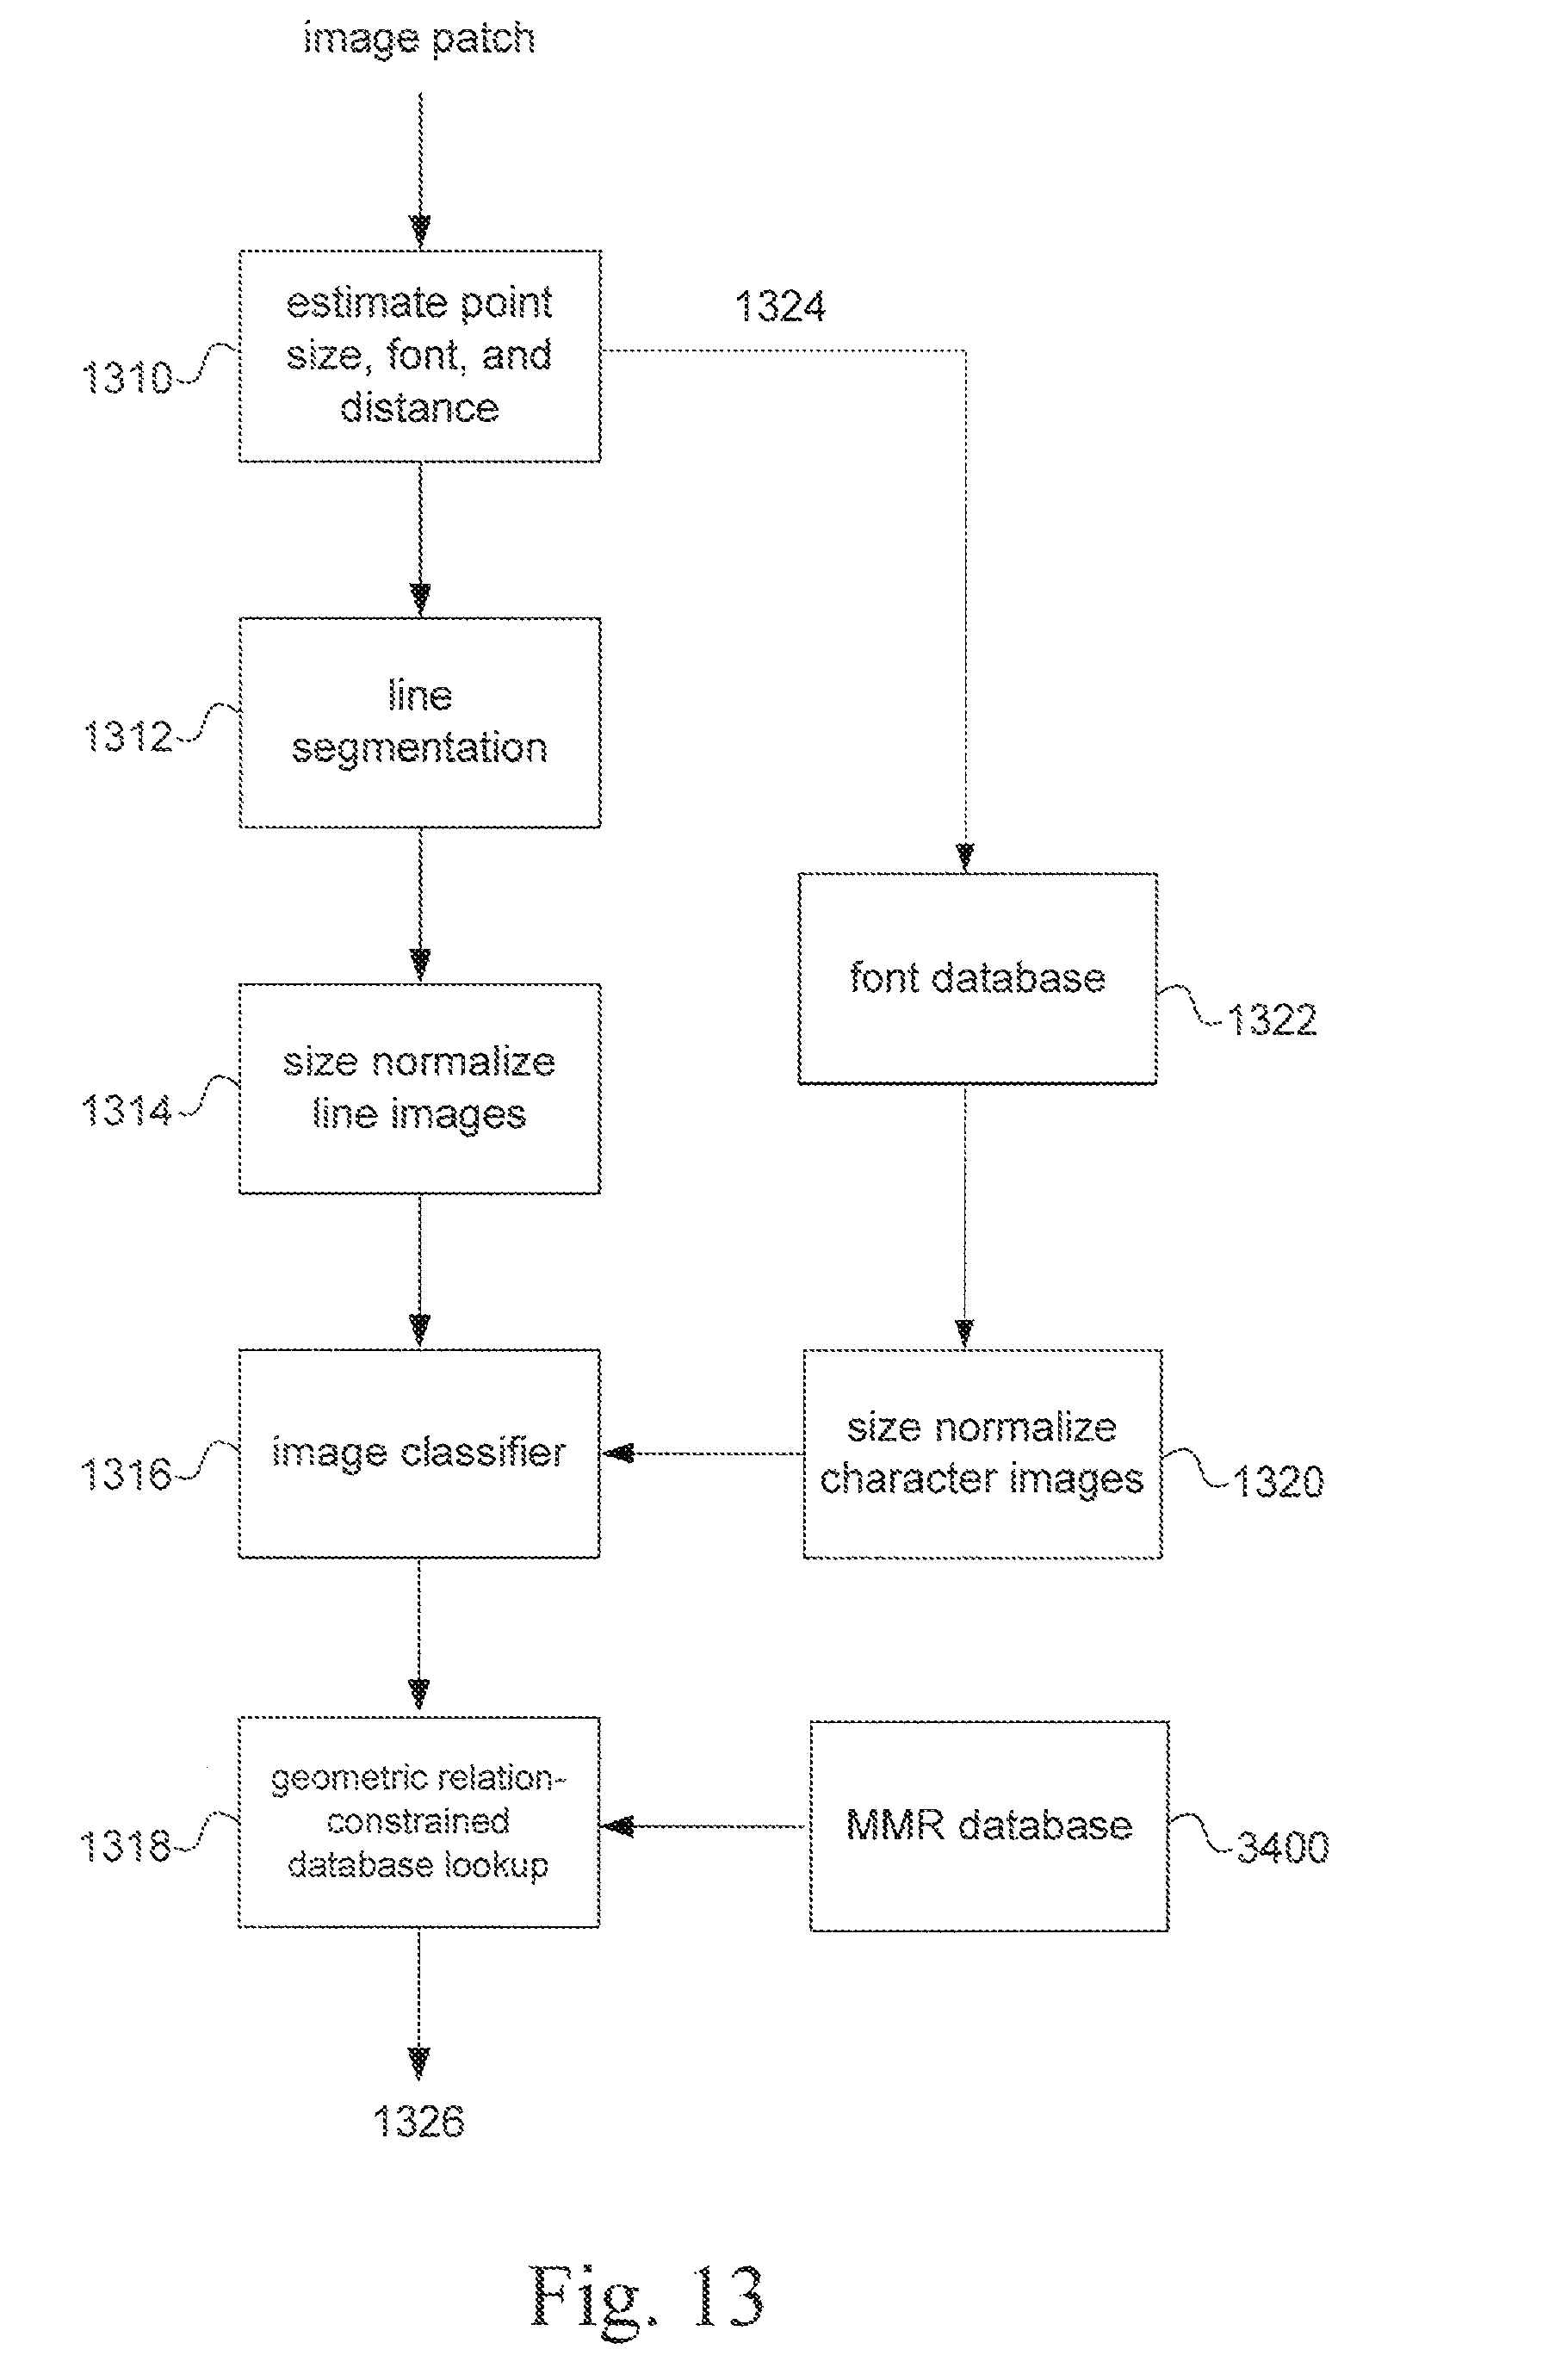 image patch
estimate point
size, font, and
distance
1310
1324
line
segmentation
1312
font database
1322
size normalize
line images
1314
image classifier
1316
size normalize
character images
1320
geometric relation-
constrained
database lookup
1318
MMR database
3400
1326
Fig. 13